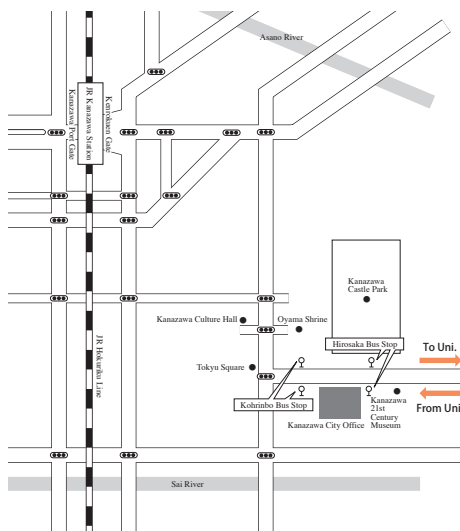 Asano River
JR Kanazawa Station
Kanazawa Port Gate
Kenrokuen Gate
Kanazawa
Castle Park
Kanazawa Culture Hall
Oyama Shrine
Hirosaka Bus Stop
To Uni.
JR Hokuriku Line
Tokyu Square
Kohrinbo Bus Stop
Kanazawa City Office
Kanazawa
21st
Century
Museum
From Uni
Sai River